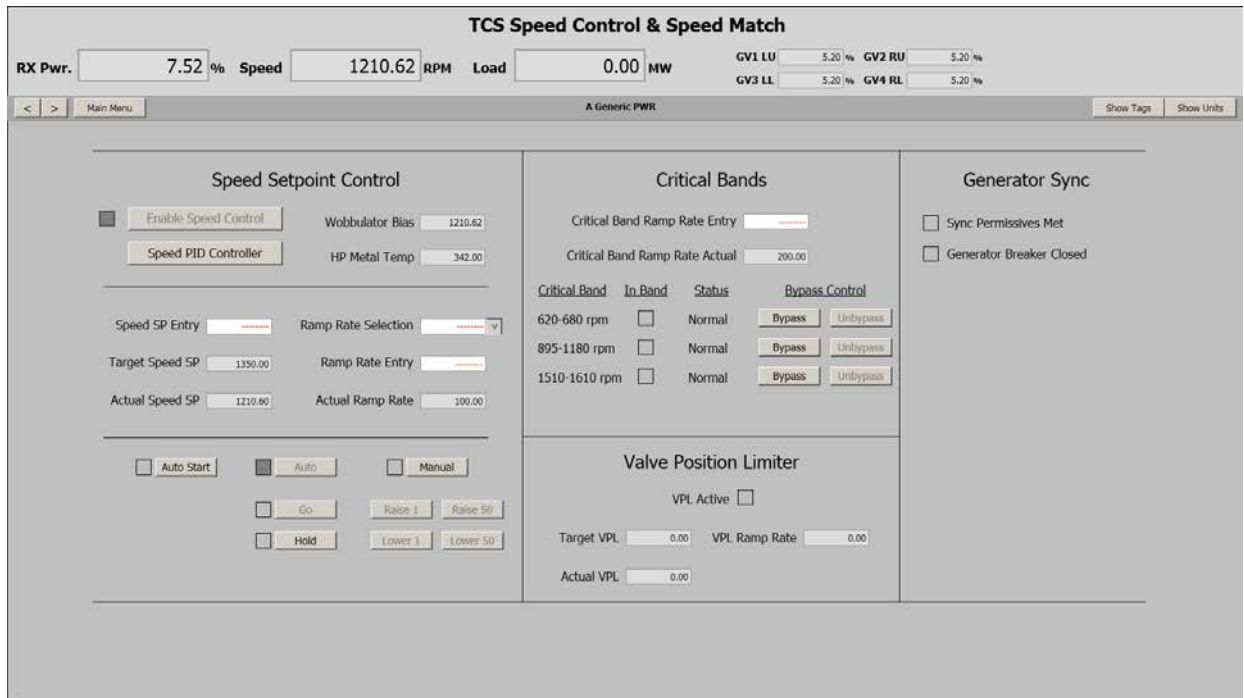 TCS Speed Control & Speed Match
RX Pwr. 7.52 % Speed 1210.62 RPM Load 0.00 MW
GV1 LU 5.20 % GV2 RU 5.20 %
GV3 LL 5.20 % GV4 RL 5.20 %
< > Main Menu A Generic PWR Show Tags Show Units
Speed Setpoint Control
Enable Speed Control Wobbulator Bias 1210.62
Speed PID Controller HP Metal Temp 342.00
Speed SP Entry -------- Ramp Rate Selection -------- v
Target Speed SP 1350.00 Ramp Rate Entry --------
Actual Speed SP 1210.60 Actual Ramp Rate 100.00
Auto Start Auto Manual
Go Raise 1 Raise 50
Hold Lower 1 Lower 50
Critical Bands
Critical Band Ramp Rate Entry --------
Critical Band Ramp Rate Actual 200.00
Critical Band In Band Status Bypass Control
620-680 rpm Normal Bypass Unbypass
895-1180 rpm Normal Bypass Unbypass
1510-1610 rpm Normal Bypass Unbypass
Valve Position Limiter
VPL Active
Target VPL 0.00 VPL Ramp Rate 0.00
Actual VPL 0.00
Generator Sync
Sync Permissives Met
Generator Breaker Closed